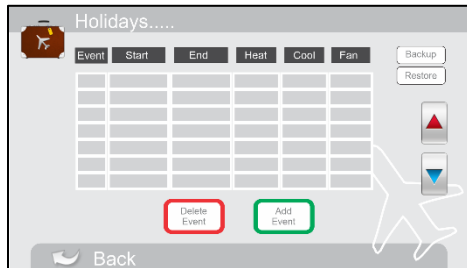 Holidays.....
Event Start End Heat Cool Fan
Backup
Restore
Delete
Event
Add
Event
Back